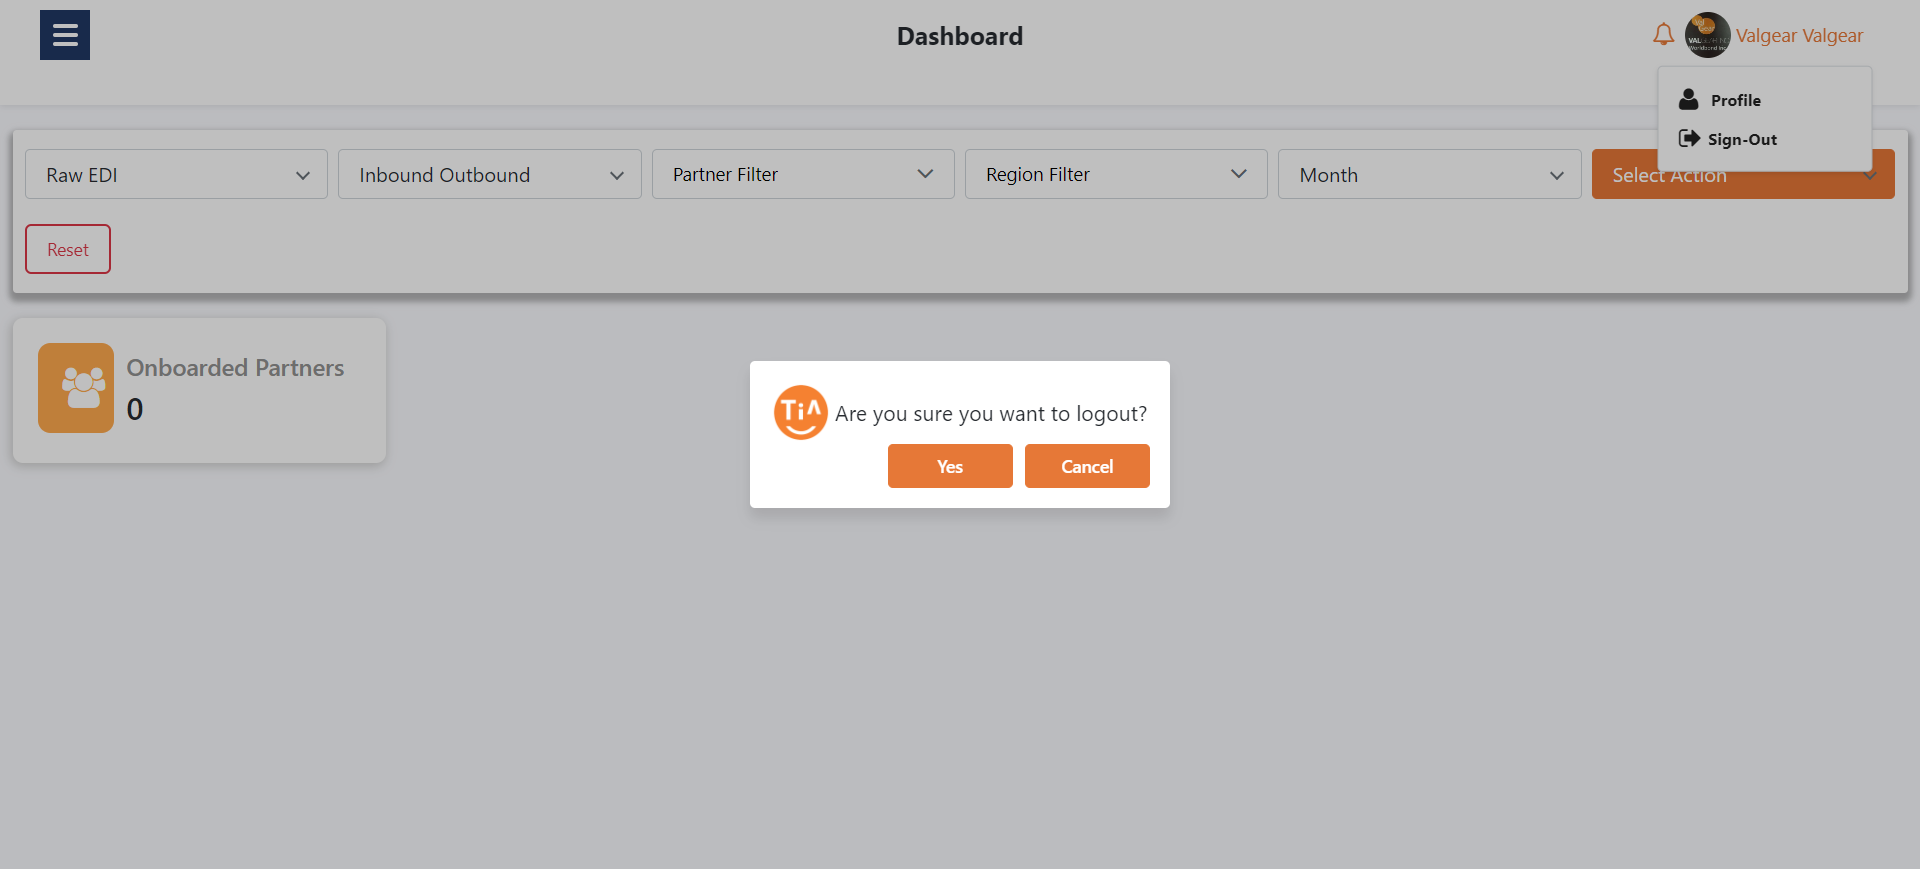 Dashboard
Valgear Valgear
Profile
Sign-Out
Raw EDI
Inbound Outbound
Partner Filter
Region Filter
Month
Select Action
Reset
Onboarded Partners
0
TiA
Are you sure you want to logout?
Yes
Cancel